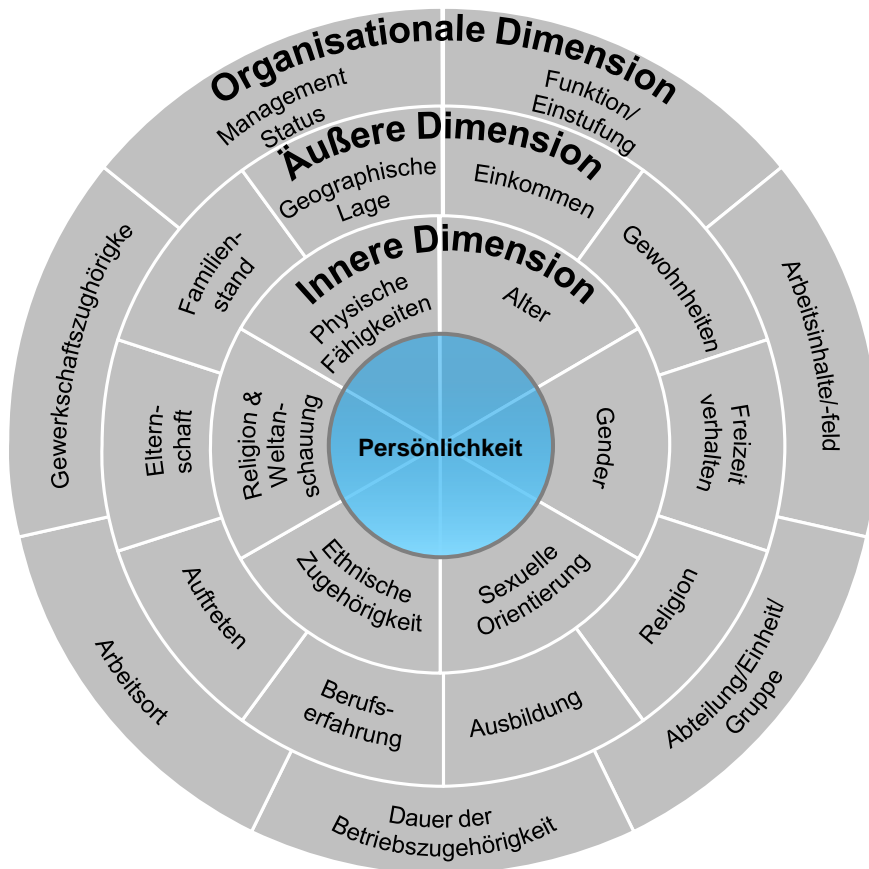 Organisationale Dimension
Management
Status
Funktion/
Einstufung
Arbeitsinhalte/-feld
Abteilung/Einheit/
Gruppe
Dauer der
Betriebszugehörigkeit
Arbeitsort
Gewerkschaftszughörigke
Äußere Dimension
Geographische
Lage
Einkommen
Gewohnheiten
Freizeit
verhalten
Religion
Ausbildung
Berufs-
erfahrung
Auftreten
Eltern-
schaft
Familien-
stand
Innere Dimension
Physische
Fähigkeiten
Alter
Gender
Sexuelle
Orientierung
Ethnische
Zugehörigkeit
Religion &
Weltan-
schauung
Persönlichkeit